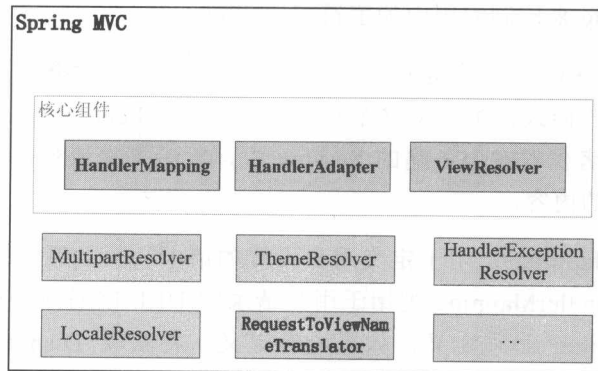 Spring MVC
核心组件
HandlerMapping
HandlerAdapter
ViewResolver
MultipartResolver
ThemeResolver
HandlerException
Resolver
LocaleResolver
RequestToViewNam
eTranslator
...